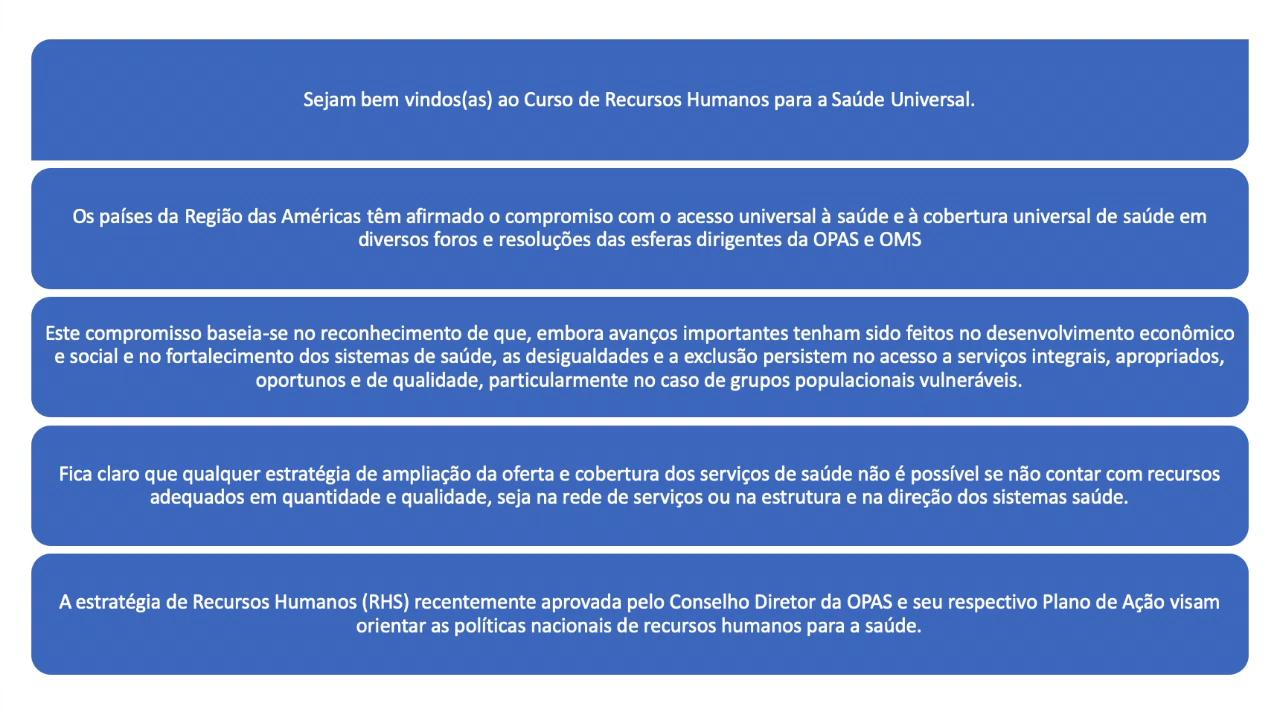 Sejam bem vindos(as) ao Curso de Recursos Humanos para a Saúde Universal.
Os países da Região das Américas têm afirmado o compromisso com o acesso universal à saúde e à cobertura universal de saúde em
diversos foros e resoluções das esferas dirigentes da OPAS e OMS
Este compromisso baseia-se no reconhecimento de que, embora avanços importantes tenham sido feitos no desenvolvimento econômico
e social e no fortalecimento dos sistemas de saúde, as desigualdades e a exclusão persistem no acesso a serviços integrais, apropriados,
oportunos e de qualidade, particularmente no caso de grupos populacionais vulneráveis.
Fica claro que qualquer estratégia de ampliação da oferta e cobertura dos serviços de saúde não é possível se não contar com recursos
adequados em quantidade e qualidade, seja na rede de serviços ou na estrutura e na direção dos sistemas saúde.
A estratégia de Recursos Humanos (RHS) recentemente aprovada pelo Conselho Diretor da OPAS e seu respectivo Plano de Ação visam
orientar as políticas nacionais de recursos humanos para a saúde.